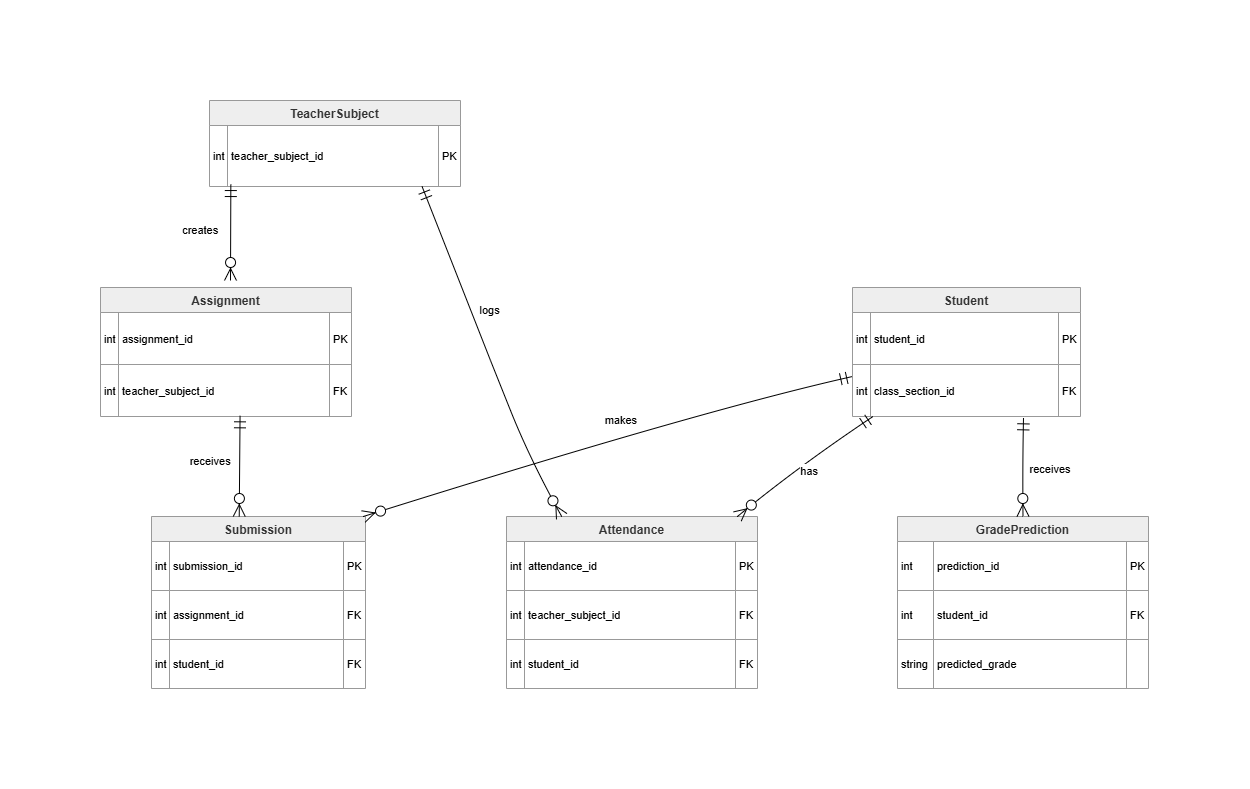 TeacherSubject
int teacher_subject_id PK
creates
logs
Assignment
int assignment_id PK
int teacher_subject_id FK
Student
int student_id PK
int class_section_id FK
makes
receives
has
receives
Submission
int submission_id PK
int assignment_id FK
int student_id FK
Attendance
int attendance_id PK
int teacher_subject_id FK
int student_id FK
GradePrediction
int prediction_id PK
int student_id FK
string predicted_grade